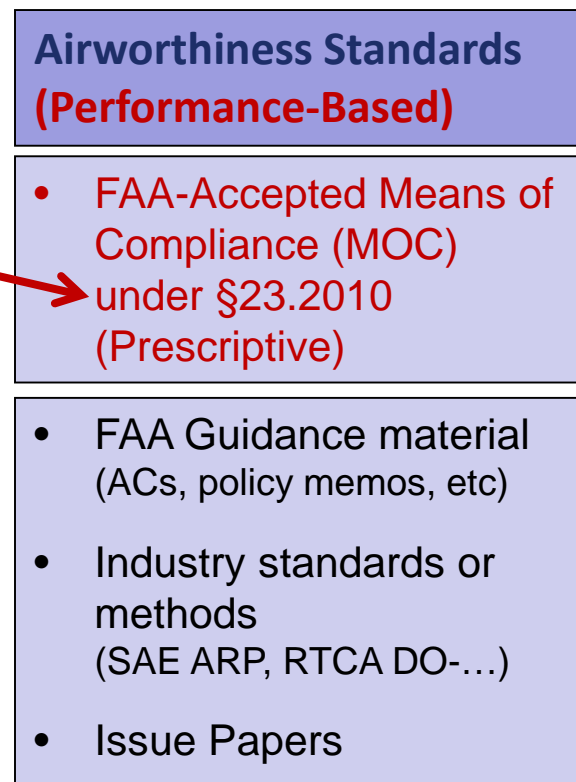 Airworthiness Standards
(Performance-Based)
• FAA-Accepted Means of
Compliance (MOC)
under §23.2010
(Prescriptive)
• FAA Guidance material
(ACs, policy memos, etc)
• Industry standards or
methods
(SAE ARP, RTCA DO-…)
• Issue Papers